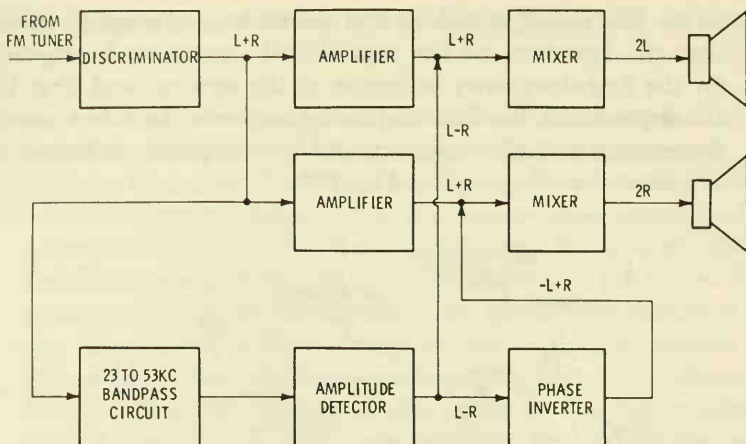 FROM
FM TUNER
DISCRIMINATOR
L+R
AMPLIFIER
L+R
MIXER
2L
L-R
AMPLIFIER
L+R
MIXER
2R
-L+R
23 TO 53KC
BANDPASS
CIRCUIT
AMPLITUDE
DETECTOR
L-R
PHASE
INVERTER